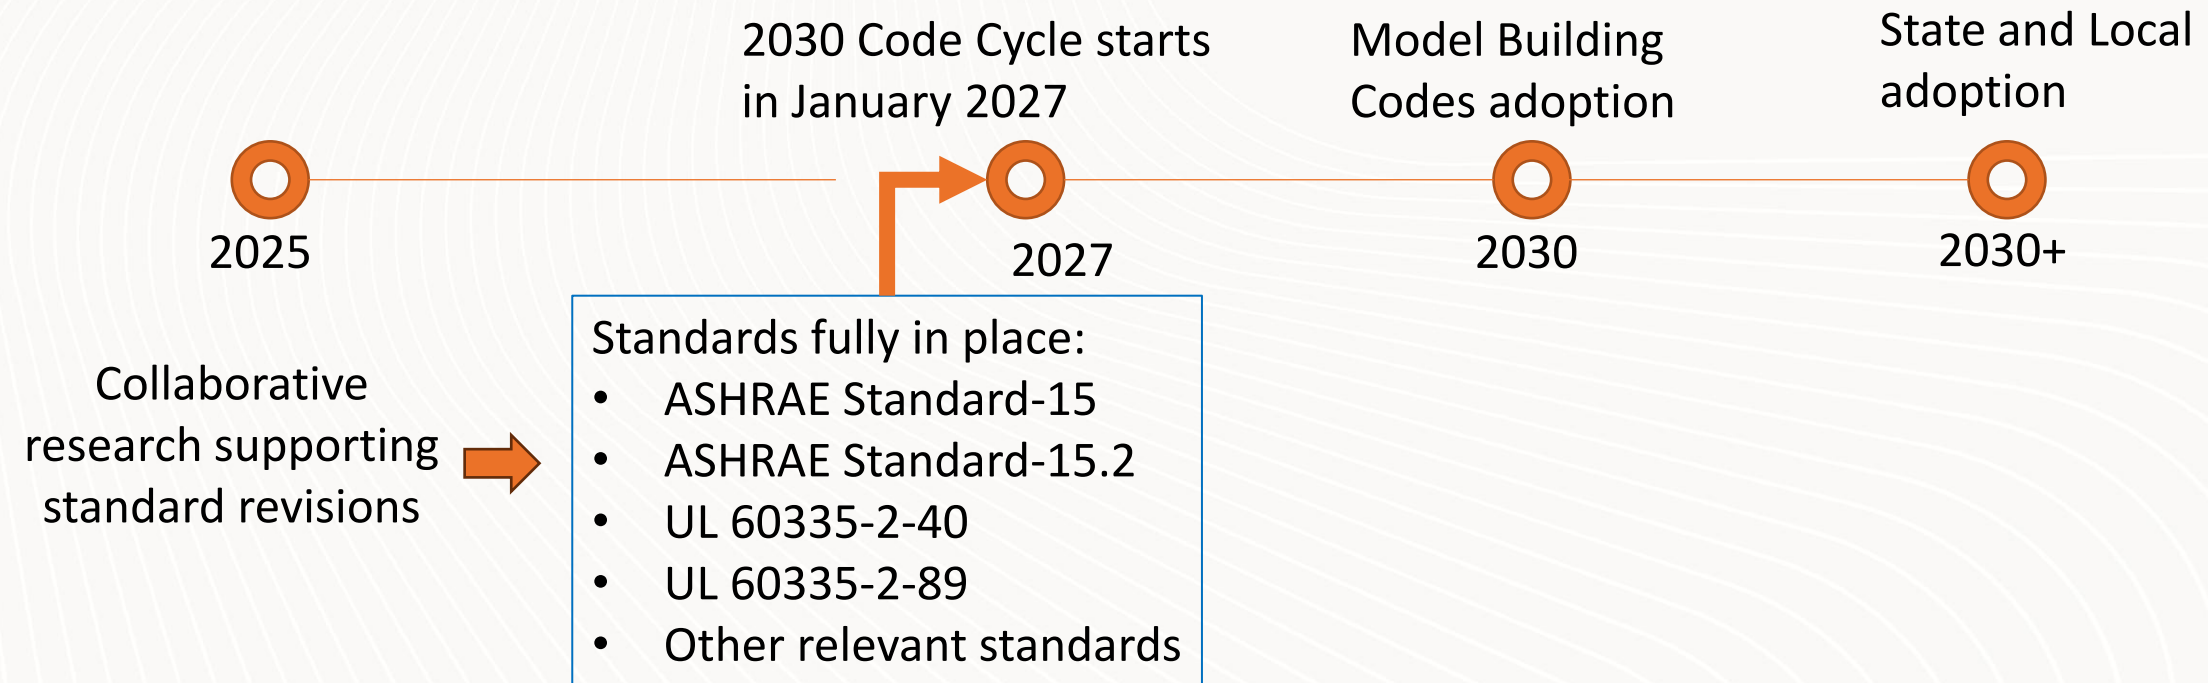 2030 Code Cycle starts
in January 2027
Model Building
Codes adoption
State and Local
adoption
2025
2027
2030
2030+
Collaborative
research supporting
standard revisions
Standards fully in place:
• ASHRAE Standard-15
• ASHRAE Standard-15.2
• UL 60335-2-40
• UL 60335-2-89
• Other relevant standards